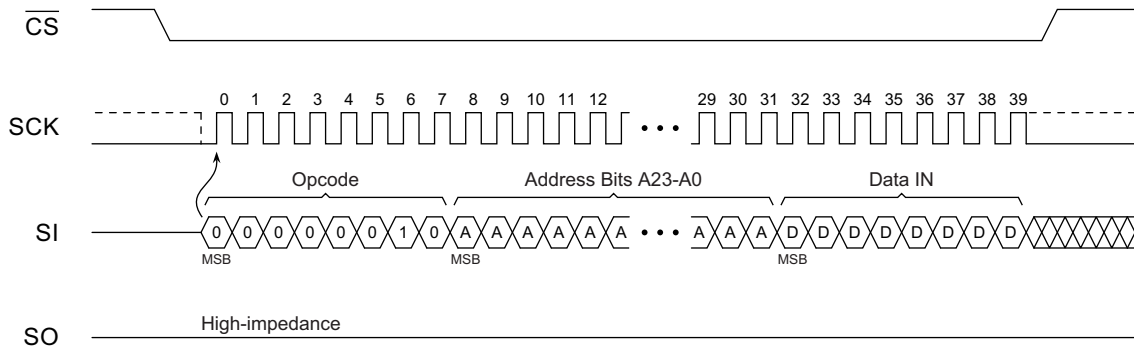 CS
0 1 2 3 4 5 6 7 8 9 10 11 12 29 30 31 32 33 34 35 36 37 38 39
SCK • • •
Opcode Address Bits A23-A0 Data IN
SI 0 0 0 0 0 0 1 0 A A A A A A • • • A A A D D D D D D D D
MSB MSB MSB
High-impedance
SO